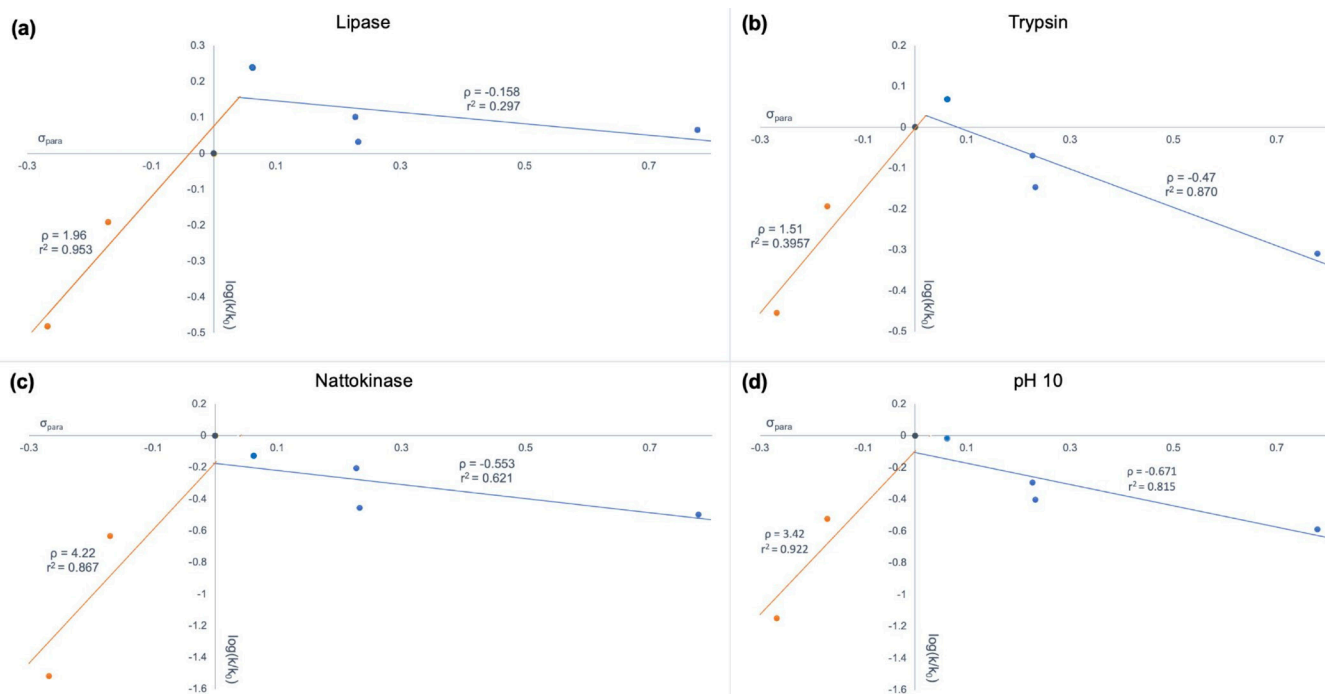 (a)
Lipase
0.3
0.2
0.1
0
-0.1
-0.2
-0.3
-0.4
-0.5
σpara
-0.3
-0.1
0.1
0.3
0.5
0.7
ρ = -0.158
r² = 0.297
ρ = 1.96
r² = 0.953
log(k/k₀)
(b)
Trypsin
0.2
0.1
0
-0.1
-0.2
-0.3
-0.4
-0.5
σpara
-0.3
-0.1
0.1
0.3
0.5
0.7
ρ = -0.47
r² = 0.870
ρ = 1.51
r² = 0.3957
log(k/k₀)
(c)
Nattokinase
0.2
0
-0.2
-0.4
-0.6
-0.8
-1
-1.2
-1.4
-1.6
σpara
-0.3
-0.1
0.1
0.3
0.5
0.7
ρ = -0.553
r² = 0.621
ρ = 4.22
r² = 0.867
log(k/k₀)
(d)
pH 10
0.2
0
-0.2
-0.4
-0.6
-0.8
-1
-1.2
-1.4
-1.6
σpara
-0.3
-0.1
0.1
0.3
0.5
0.7
ρ = -0.671
r² = 0.815
ρ = 3.42
r² = 0.922
log(k/k₀)